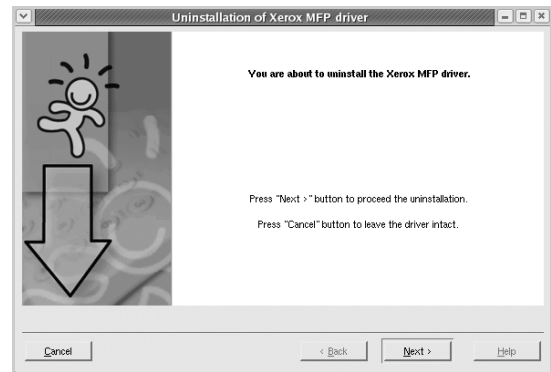 Uninstallation of Xerox MFP driver
You are about to uninstall the Xerox MFP driver.
Press "Next >" button to proceed the uninstallation.
Press "Cancel" button to leave the driver intact.
Cancel
< Back
Next >
Help